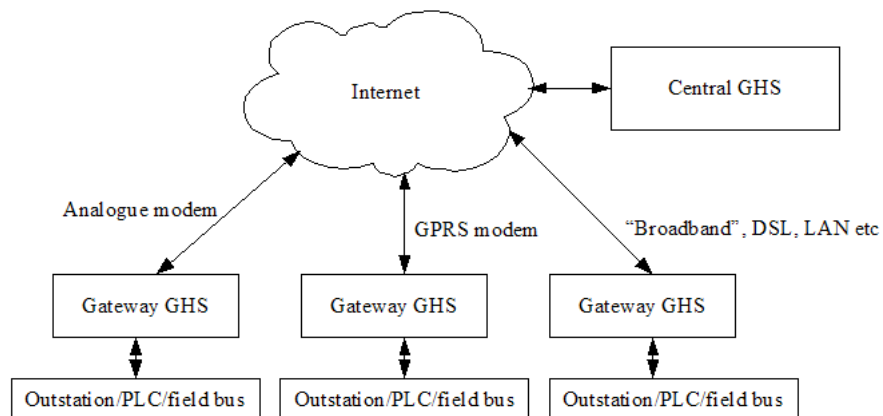 Internet
Central GHS
Analogue modem
GPRS modem
“Broadband”, DSL, LAN etc
Gateway GHS
Gateway GHS
Gateway GHS
Outstation/PLC/field bus
Outstation/PLC/field bus
Outstation/PLC/field bus